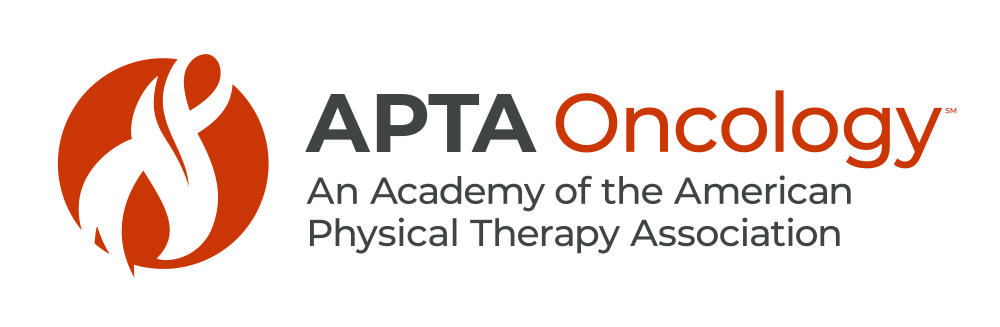 APTA Oncology℠
An Academy of the American
Physical Therapy Association